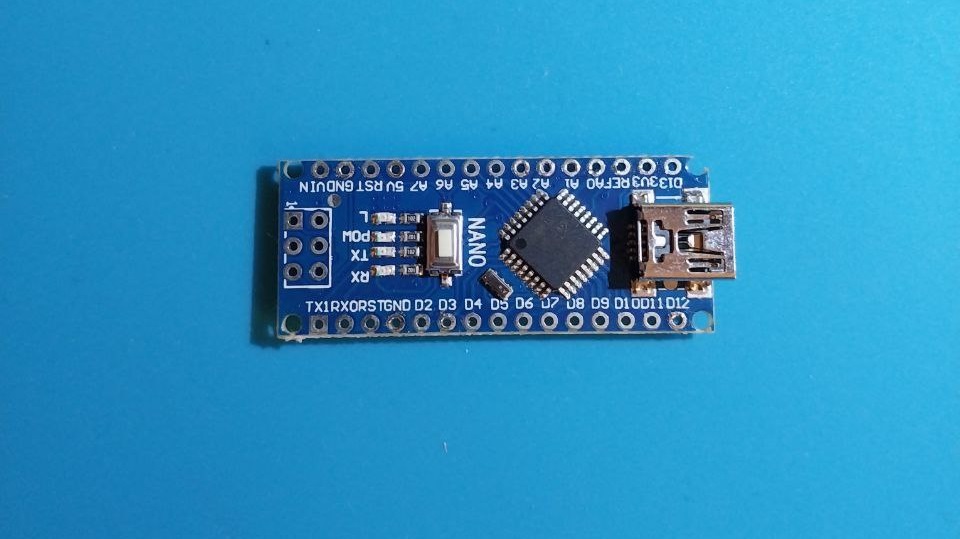 VIN GND RST 5V A7 A6 A5 A4 A3 A2 A1 A0 REF 3V3 D13
1
L
POW
TX
RX
NANO
TX1 RX0 RST GND D2 D3 D4 D5 D6 D7 D8 D9 D10 D11 D12